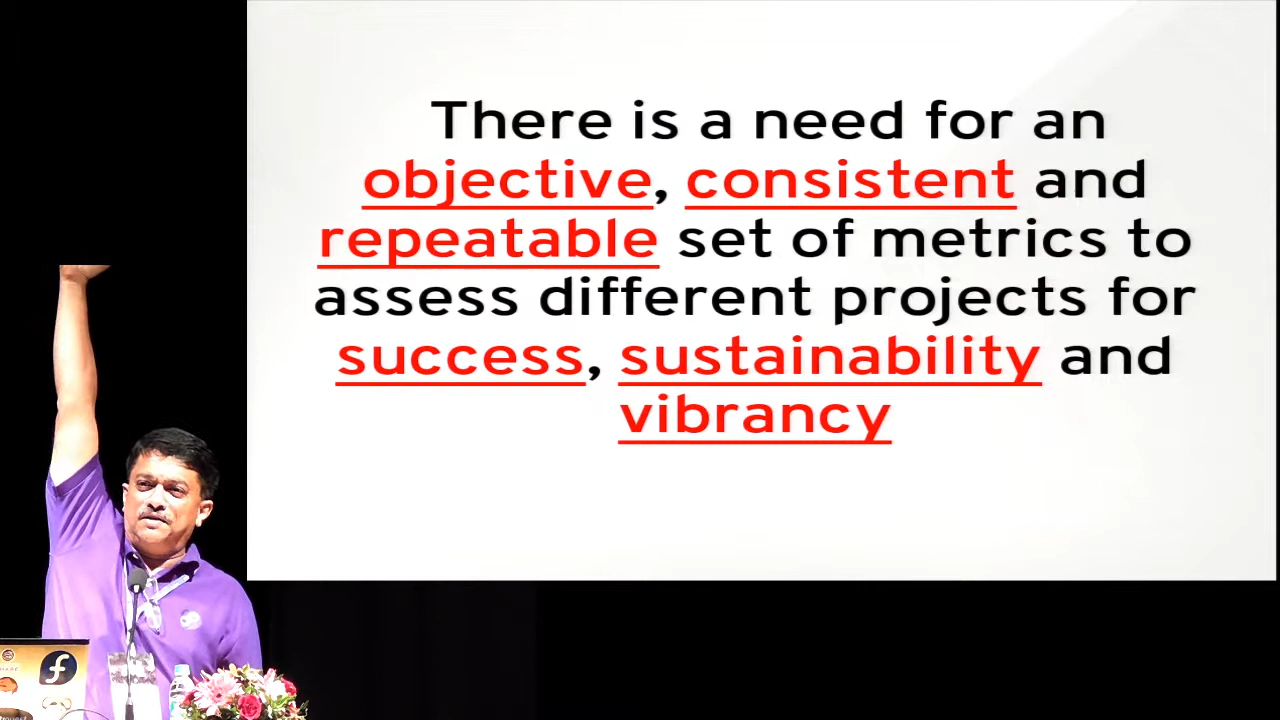 There is a need for an
objective, consistent and
repeatable set of metrics to
assess different projects for
success, sustainability and
vibrancy